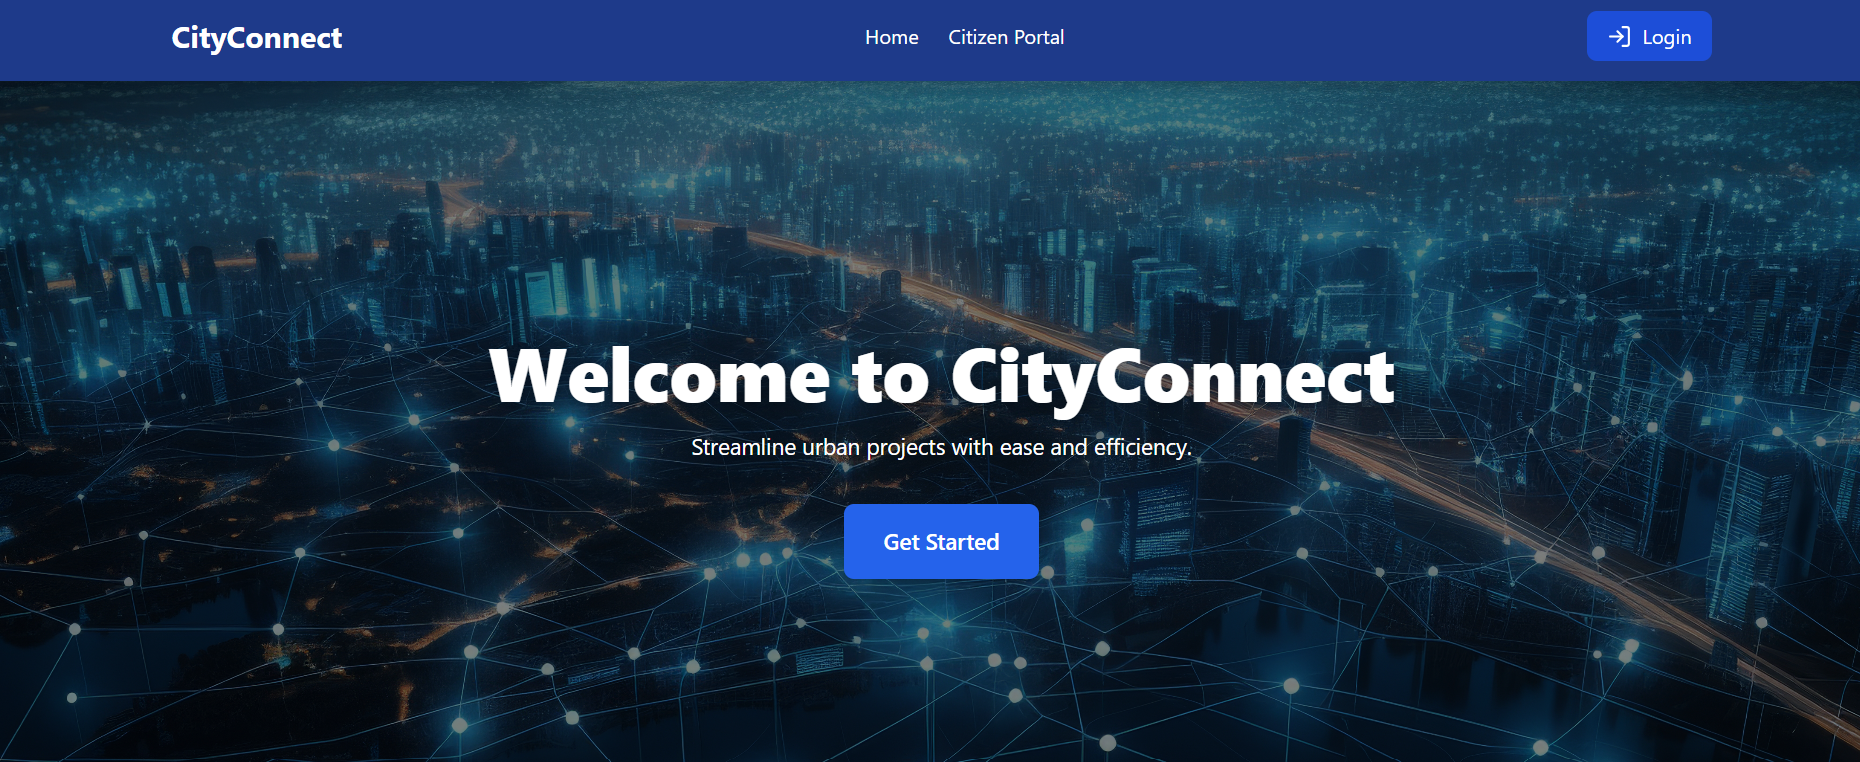 CityConnect
Home
Citizen Portal
Login
Welcome to CityConnect
Streamline urban projects with ease and efficiency.
Get Started